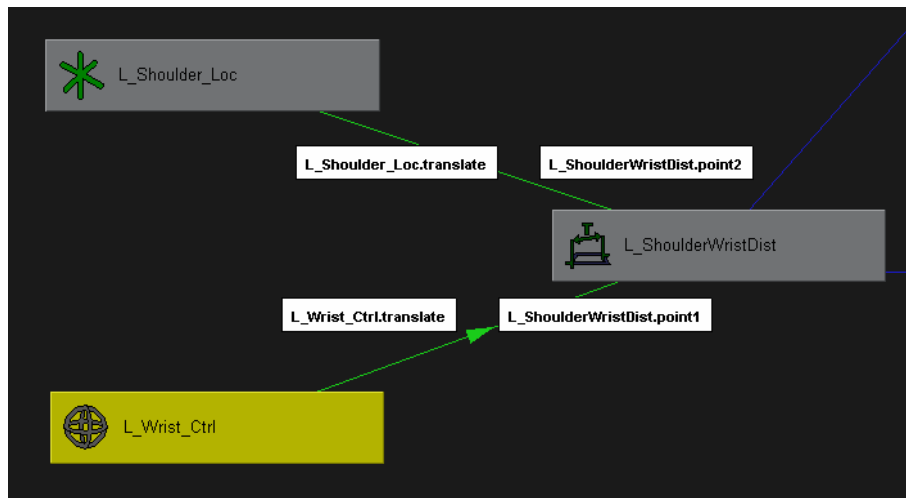 L_Shoulder_Loc
L_Shoulder_Loc.translate
L_ShoulderWristDist.point2
L_ShoulderWristDist
L_Wrist_Ctrl.translate
L_ShoulderWristDist.point1
L_Wrist_Ctrl